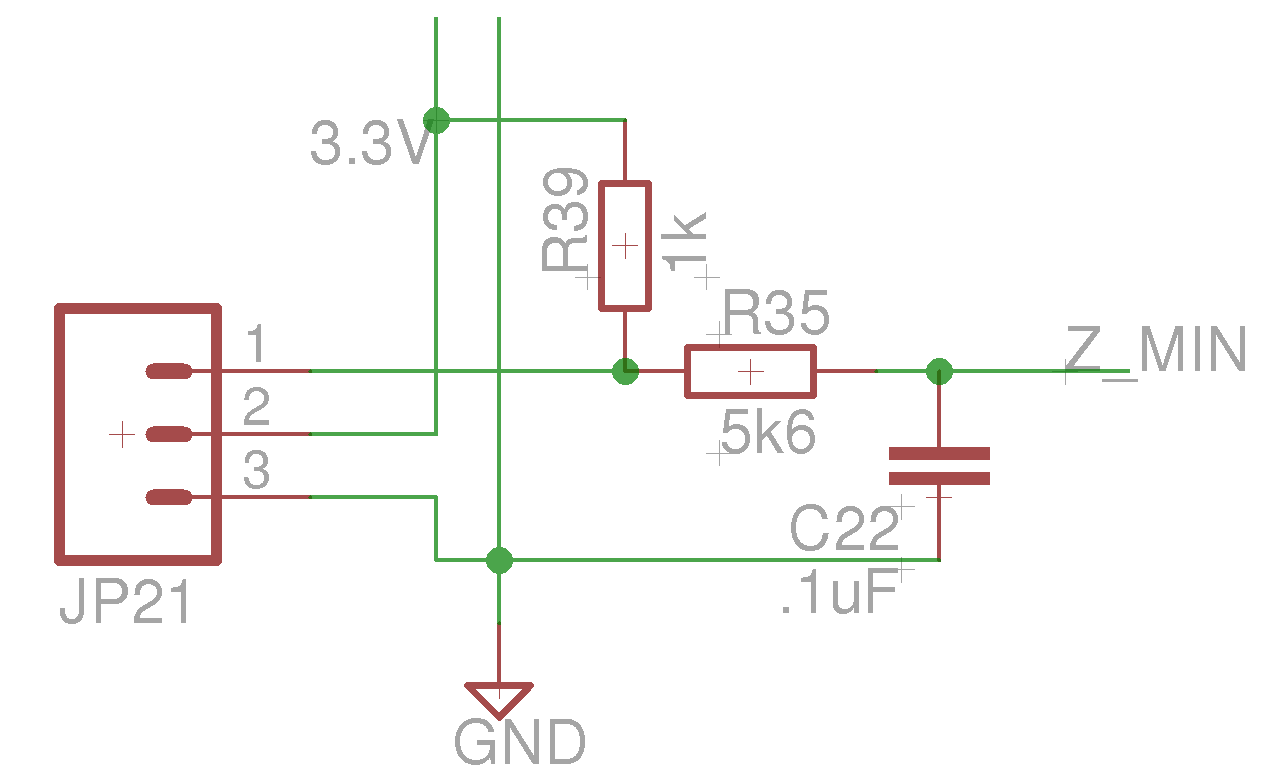 3.3V
R39
1k
R35
1
Z_MIN
2
5k6
3
C22
.1uF
JP21
GND